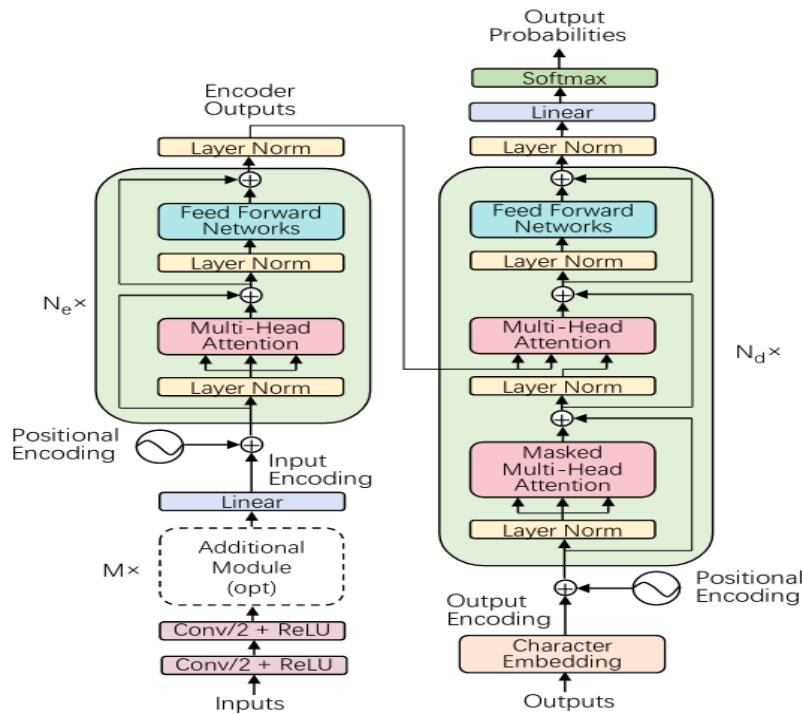 Output
Probabilities
Softmax
Linear
Layer Norm
Feed Forward
Networks
Layer Norm
Multi-Head
Attention
Layer Norm
Masked
Multi-Head
Attention
Layer Norm
N_d×
Positional
Encoding
Output
Encoding
Character
Embedding
Outputs
Encoder
Outputs
Layer Norm
Feed Forward
Networks
Layer Norm
N_e×
Multi-Head
Attention
Layer Norm
Positional
Encoding
Input
Encoding
Linear
Additional
Module
(opt)
M×
Conv/2 + ReLU
Conv/2 + ReLU
Inputs